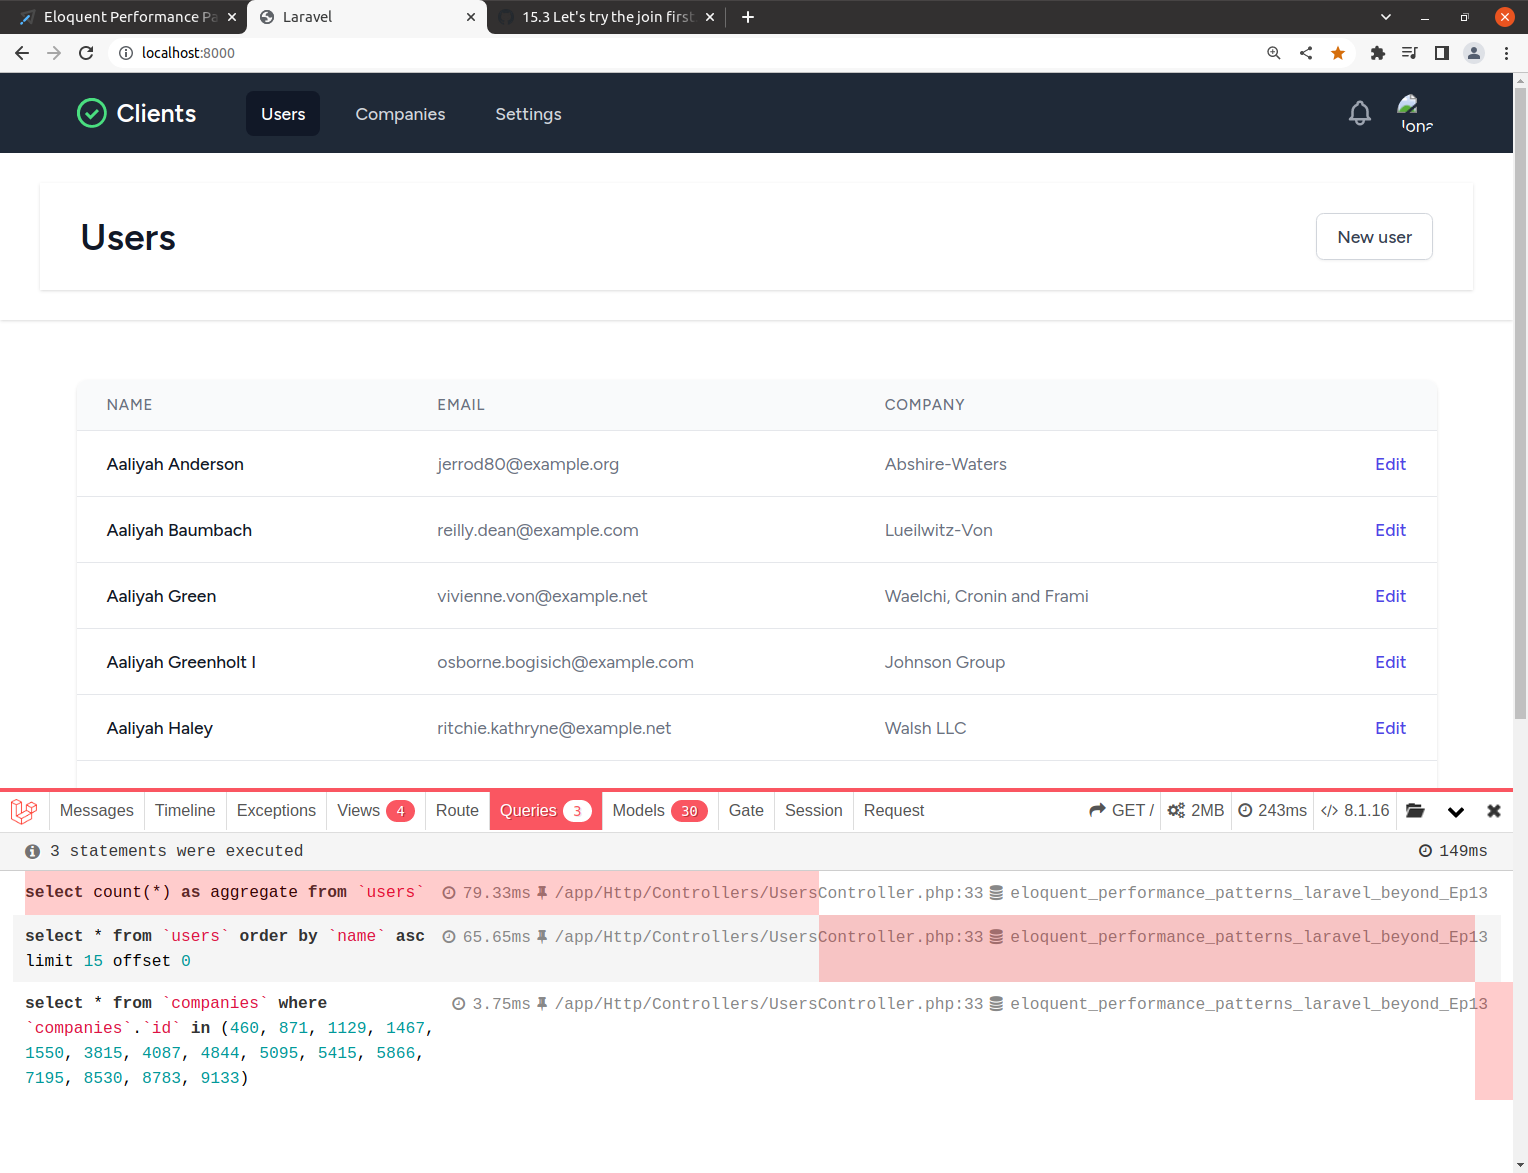 Eloquent Performance Pa
Laravel
15.3 Let's try the join first
localhost:8000
Clients
Users
Companies
Settings
Jona
Users
New user
NAME EMAIL COMPANY
Aaliyah Anderson jerrod80@example.org Abshire-Waters Edit
Aaliyah Baumbach reilly.dean@example.com Lueilwitz-Von Edit
Aaliyah Green vivienne.von@example.net Waelchi, Cronin and Frami Edit
Aaliyah Greenholt I osborne.bogisich@example.com Johnson Group Edit
Aaliyah Haley ritchie.kathryne@example.net Walsh LLC Edit
Messages Timeline Exceptions Views 4 Route Queries 3 Models 30 Gate Session Request GET / 2MB 243ms 8.1.16
3 statements were executed 149ms
select count(*) as aggregate from `users` 79.33ms /app/Http/Controllers/UsersController.php:33 eloquent_performance_patterns_laravel_beyond_Ep13
select * from `users` order by `name` asc 65.65ms /app/Http/Controllers/UsersController.php:33 eloquent_performance_patterns_laravel_beyond_Ep13
limit 15 offset 0
select * from `companies` where 3.75ms /app/Http/Controllers/UsersController.php:33 eloquent_performance_patterns_laravel_beyond_Ep13
`companies`.`id` in (460, 871, 1129, 1467,
1550, 3815, 4087, 4844, 5095, 5415, 5866,
7195, 8530, 8783, 9133)